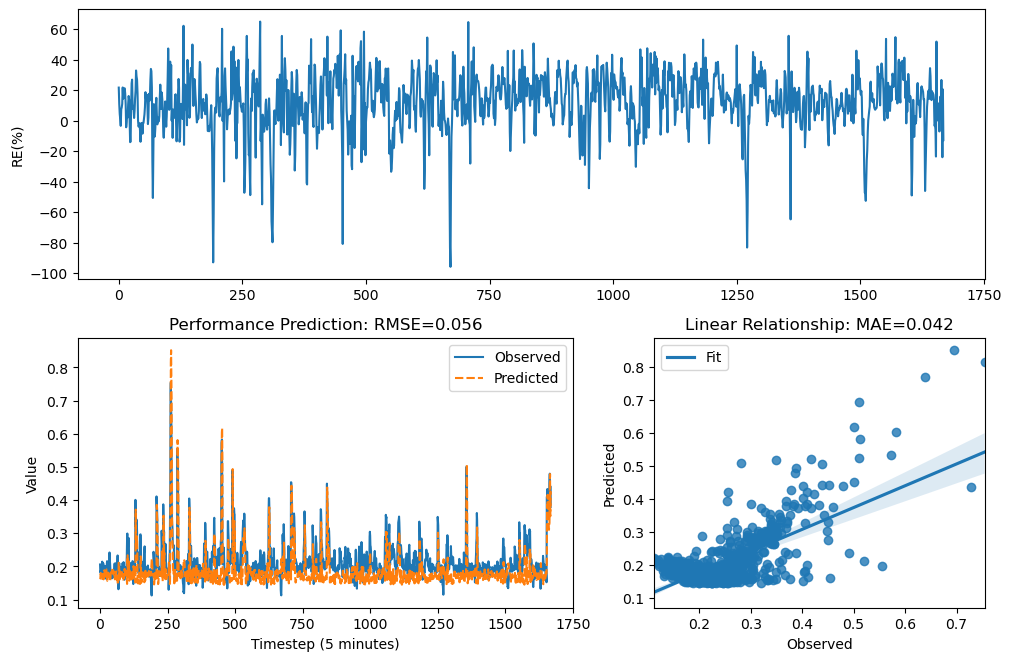 RE(%)
60
40
20
0
−20
−40
−60
−80
−100
0 250 500 750 1000 1250 1500 1750
Performance Prediction: RMSE=0.056
Value
0.8
0.7
0.6
0.5
0.4
0.3
0.2
0.1
Observed
Predicted
0 250 500 750 1000 1250 1500 1750
Timestep (5 minutes)
Linear Relationship: MAE=0.042
Predicted
0.8
0.7
0.6
0.5
0.4
0.3
0.2
0.1
Fit
0.2 0.3 0.4 0.5 0.6 0.7
Observed